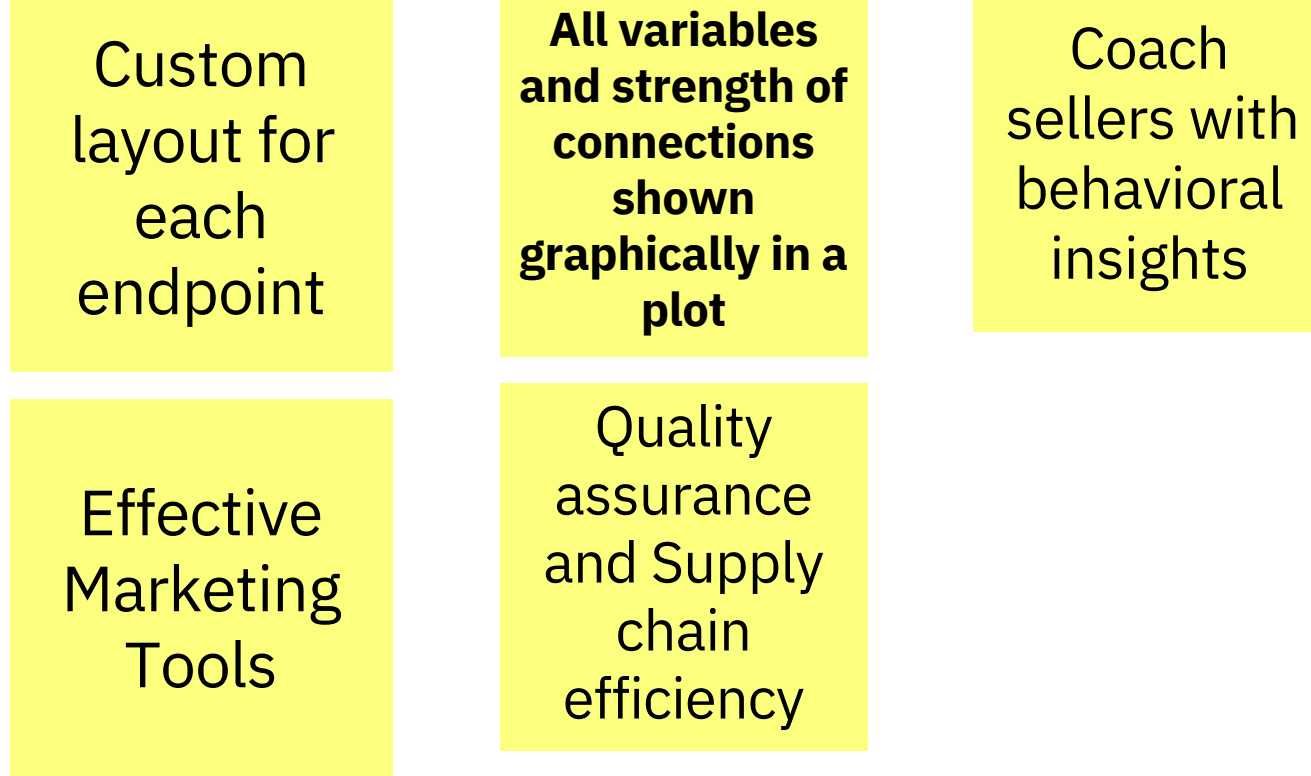 Custom
layout for
each
endpoint
All variables
and strength of
connections
shown
graphically in a
plot
Coach
sellers with
behavioral
insights
Effective
Marketing
Tools
Quality
assurance
and Supply
chain
efficiency